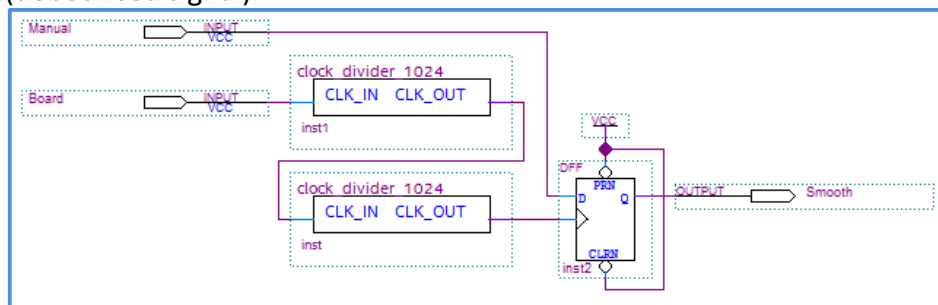 Manual INPUT
VCC
clock_divider_1024
CLK_IN CLK_OUT
inst1
Board INPUT
VCC
clock_divider_1024
CLK_IN CLK_OUT
inst
VCC
DFF
PRN
D Q
CLRN
inst2
OUTPUT Smooth